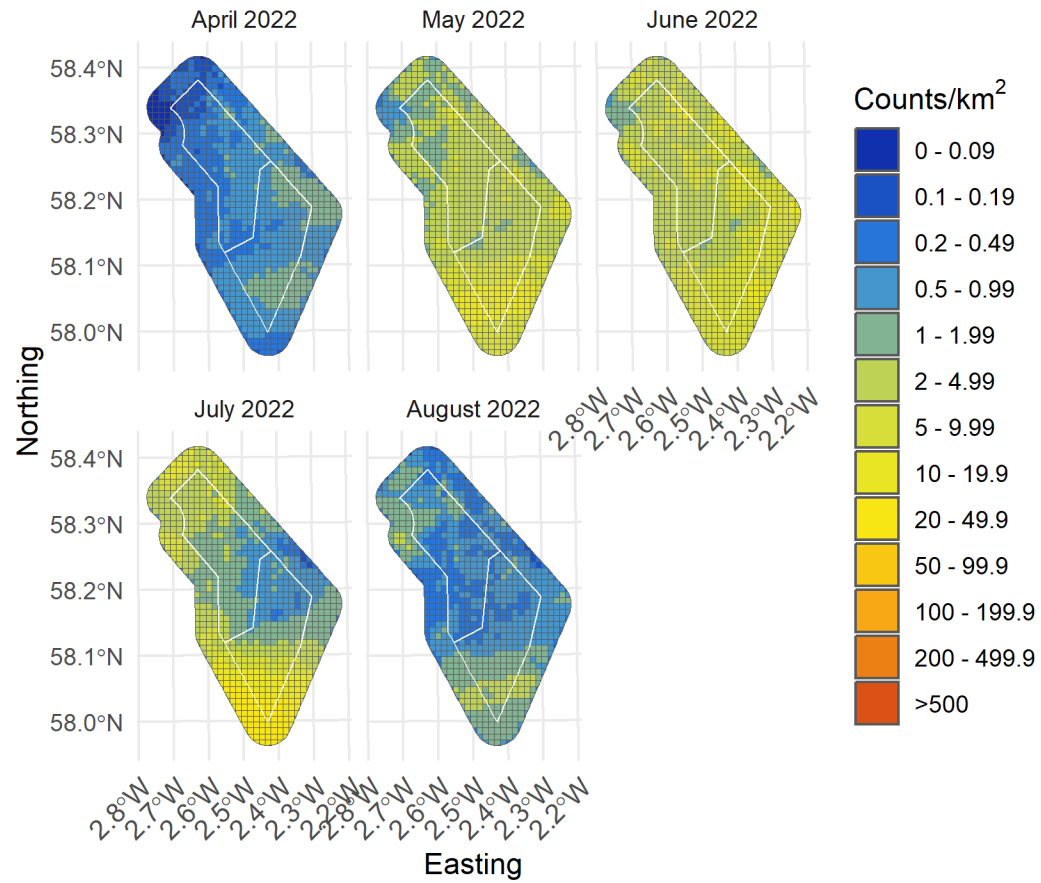 April 2022
May 2022
June 2022
58.4°N
58.3°N
58.2°N
58.1°N
58.0°N
2.8°W
2.7°W
2.6°W
2.5°W
2.4°W
2.3°W
2.2°W
July 2022
August 2022
58.4°N
58.3°N
58.2°N
58.1°N
58.0°N
2.8°W
2.7°W
2.6°W
2.5°W
2.4°W
2.3°W
2.2°W
2.8°W
2.7°W
2.6°W
2.5°W
2.4°W
2.3°W
2.2°W
Northing
Easting
Counts/km²
0 - 0.09
0.1 - 0.19
0.2 - 0.49
0.5 - 0.99
1 - 1.99
2 - 4.99
5 - 9.99
10 - 19.9
20 - 49.9
50 - 99.9
100 - 199.9
200 - 499.9
>500